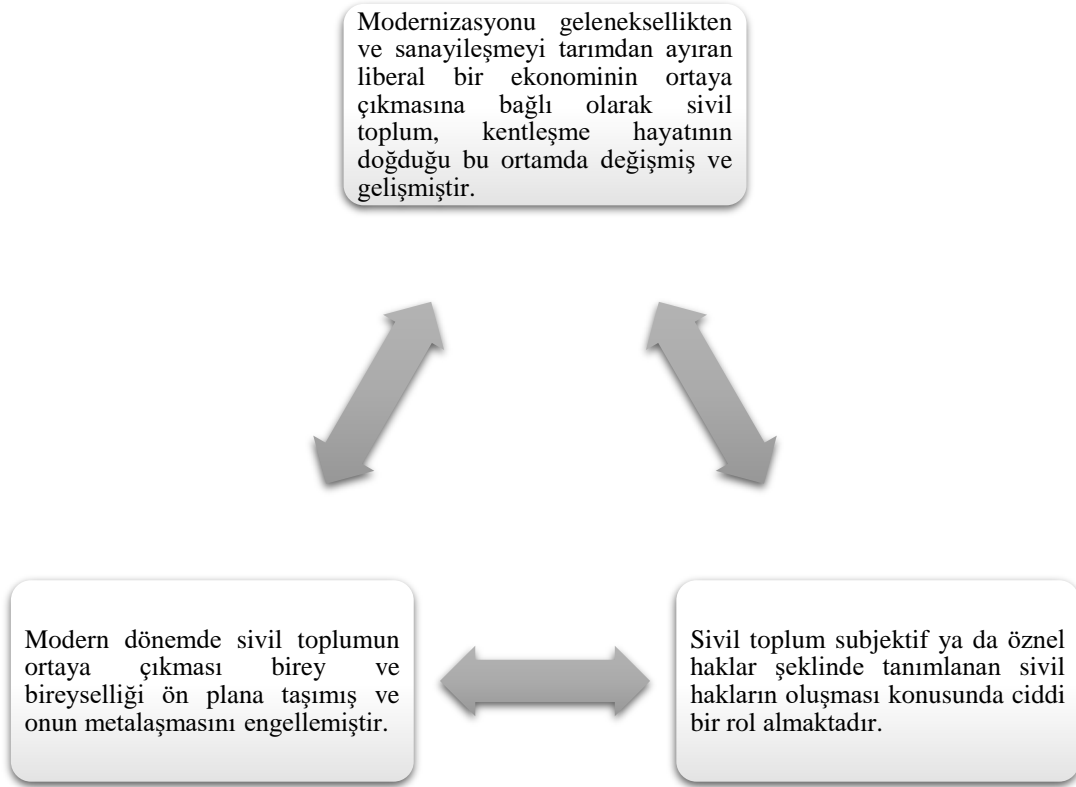 Modernizasyonu geleneksellikten
ve sanayileşmeyi tarımdan ayıran
liberal bir ekonominin ortaya
çıkmasına bağlı olarak sivil
toplum, kentleşme hayatının
doğduğu bu ortamda değişmiş ve
gelişmiştir.
Modern dönemde sivil toplumun
ortaya çıkması birey ve
bireyselliği ön plana taşımış ve
onun metalaşmasını engellemiştir.
Sivil toplum subjektif ya da öznel
haklar şeklinde tanımlanan sivil
hakların oluşması konusunda ciddi
bir rol almaktadır.